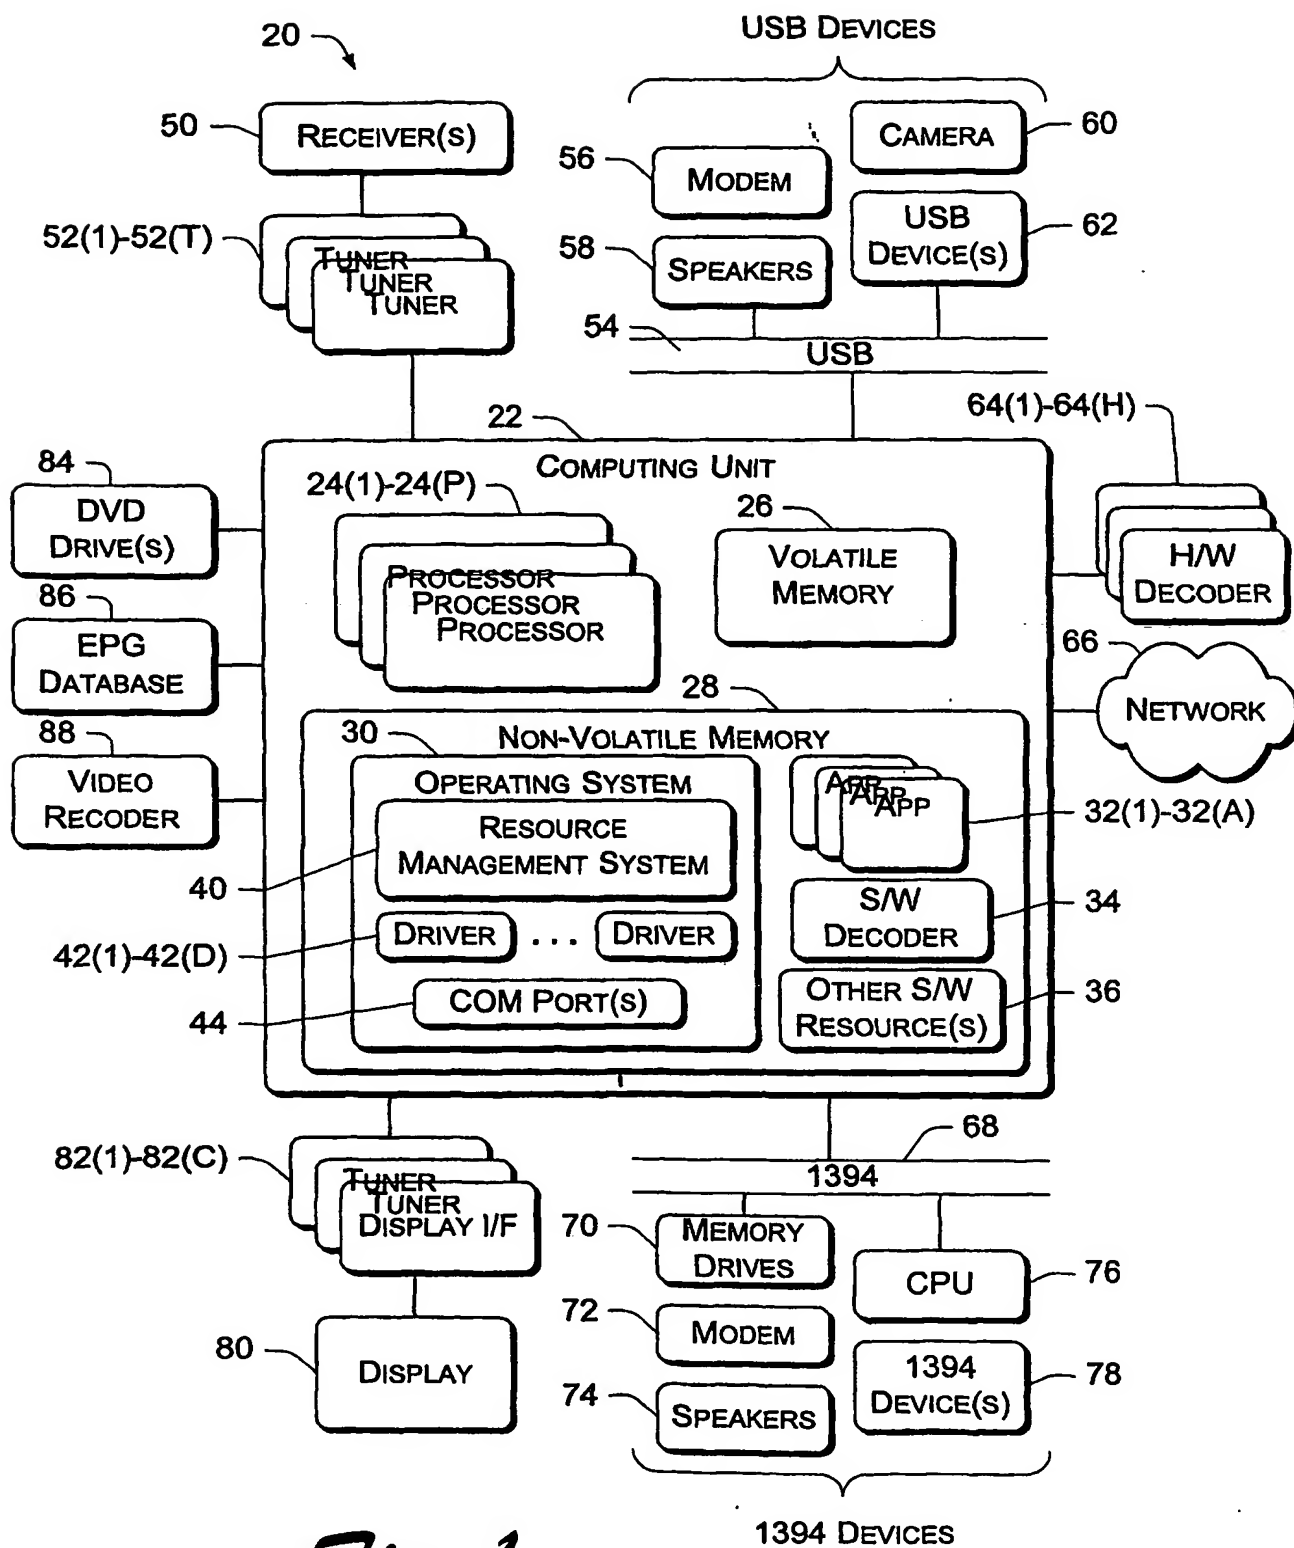 20
USB DEVICES
50
RECEIVER(S)
CAMERA
60
56
MODEM
52(1)-52(T)
TUNER
TUNER
TUNER
USB
DEVICE(S)
62
58
SPEAKERS
54
USB
22
64(1)-64(H)
COMPUTING UNIT
84
DVD
DRIVE(S)
24(1)-24(P)
PROCESSOR
PROCESSOR
PROCESSOR
26
VOLATILE
MEMORY
H/W
DECODER
86
EPG
DATABASE
66
NETWORK
28
NON-VOLATILE MEMORY
88
VIDEO
RECODER
30
OPERATING SYSTEM
RESOURCE
MANAGEMENT SYSTEM
40
APP
APP
APP
32(1)-32(A)
S/W
DECODER
34
DRIVER
...
DRIVER
42(1)-42(D)
COM PORT(S)
44
OTHER S/W
RESOURCE(S)
36
82(1)-82(C)
TUNER
TUNER
DISPLAY I/F
68
1394
70
MEMORY
DRIVES
CPU
76
72
MODEM
80
DISPLAY
1394
DEVICE(S)
78
74
SPEAKERS
1394 DEVICES